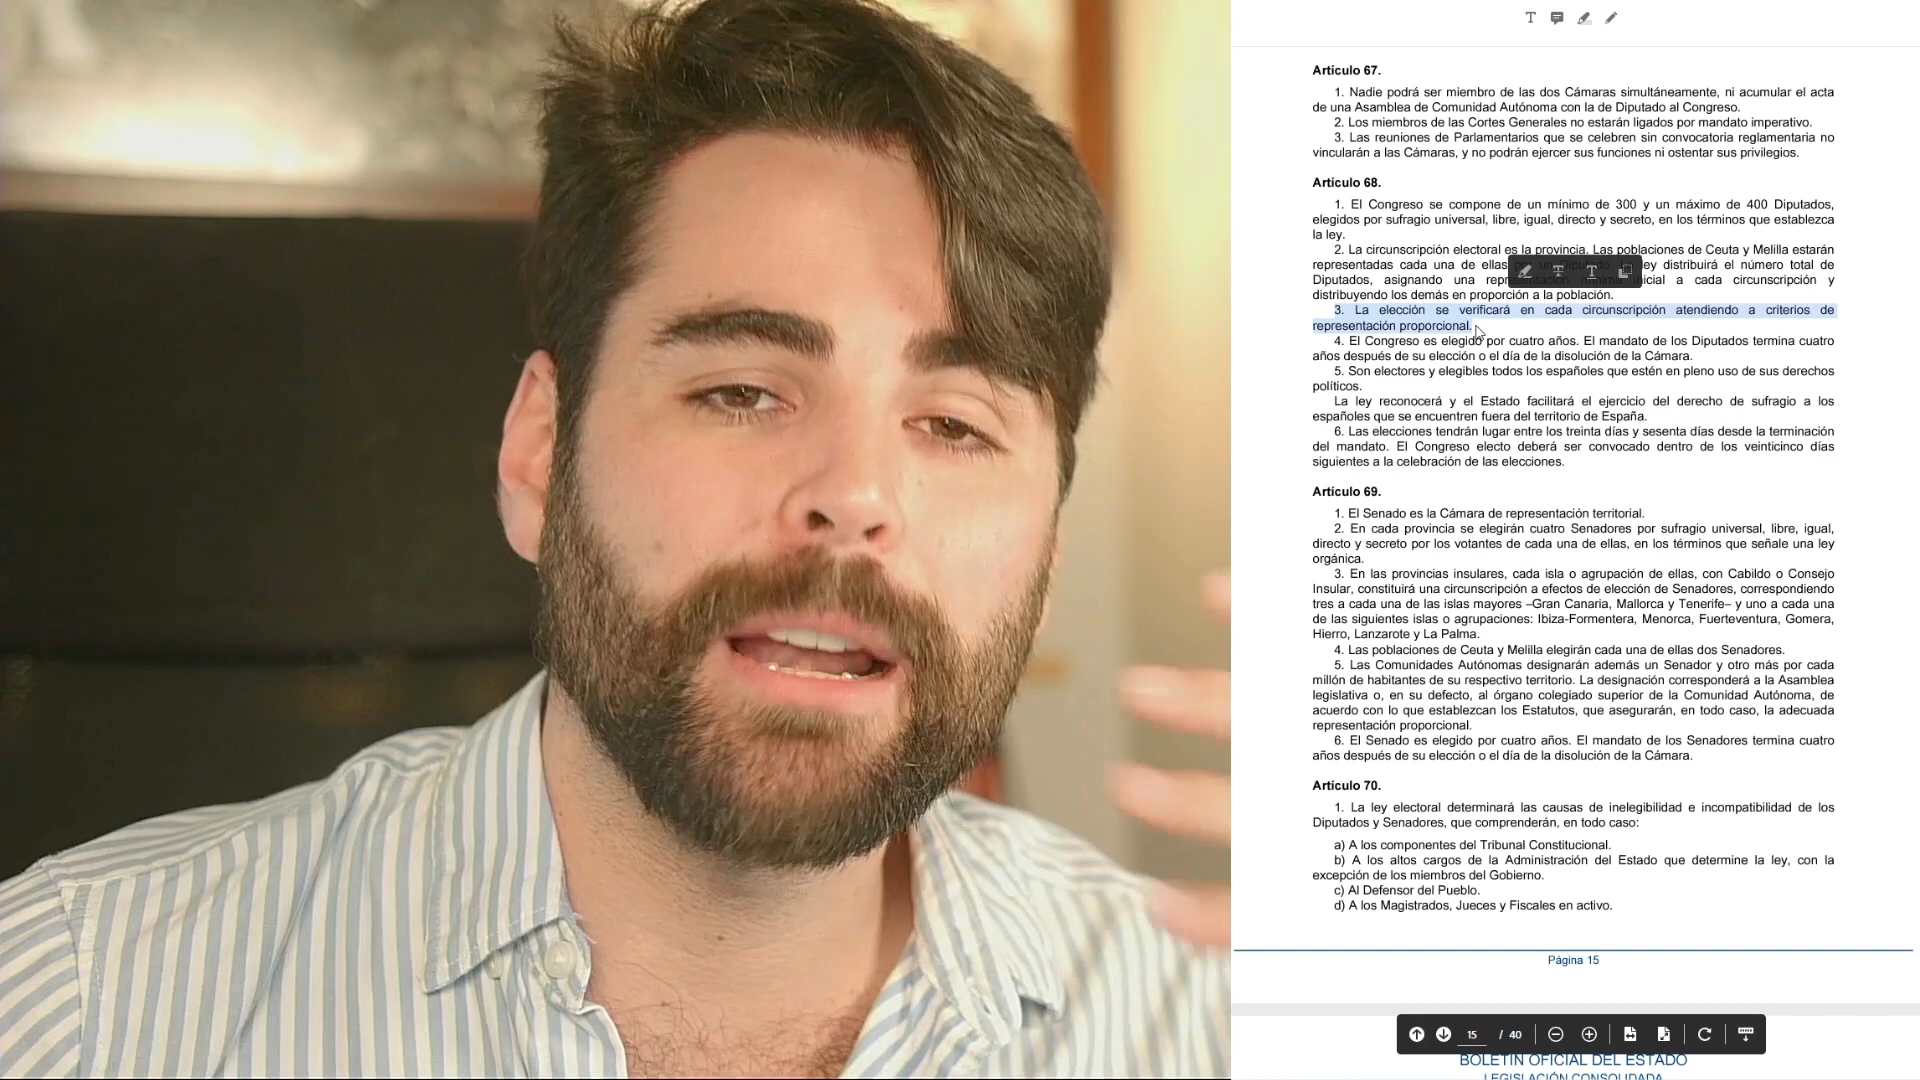 Artículo 67.
1. Nadie podrá ser miembro de las dos Cámaras simultáneamente, ni acumular el acta
de una Asamblea de Comunidad Autónoma con la de Diputado al Congreso.
2. Los miembros de las Cortes Generales no estarán ligados por mandato imperativo.
3. Las reuniones de Parlamentarios que se celebren sin convocatoria reglamentaria no
vincularán a las Cámaras, y no podrán ejercer sus funciones ni ostentar sus privilegios.
Artículo 68.
1. El Congreso se compone de un mínimo de 300 y un máximo de 400 Diputados,
elegidos por sufragio universal, libre, igual, directo y secreto, en los términos que establezca
la ley.
2. La circunscripción electoral es la provincia. Las poblaciones de Ceuta y Melilla estarán
representadas cada una de ellas por un Diputado. ley distribuirá el número total de
Diputados, asignando una representación mínima inicial a cada circunscripción y
distribuyendo los demás en proporción a la población.
3. La elección se verificará en cada circunscripción atendiendo a criterios de
representación proporcional.
4. El Congreso es elegido por cuatro años. El mandato de los Diputados termina cuatro
años después de su elección o el día de la disolución de la Cámara.
5. Son electores y elegibles todos los españoles que estén en pleno uso de sus derechos
políticos.
La ley reconocerá y el Estado facilitará el ejercicio del derecho de sufragio a los
españoles que se encuentren fuera del territorio de España.
6. Las elecciones tendrán lugar entre los treinta días y sesenta días desde la terminación
del mandato. El Congreso electo deberá ser convocado dentro de los veinticinco días
siguientes a la celebración de las elecciones.
Artículo 69.
1. El Senado es la Cámara de representación territorial.
2. En cada provincia se elegirán cuatro Senadores por sufragio universal, libre, igual,
directo y secreto por los votantes de cada una de ellas, en los términos que señale una ley
orgánica.
3. En las provincias insulares, cada isla o agrupación de ellas, con Cabildo o Consejo
Insular, constituirá una circunscripción a efectos de elección de Senadores, correspondiendo
tres a cada una de las islas mayores –Gran Canaria, Mallorca y Tenerife– y uno a cada una
de las siguientes islas o agrupaciones: Ibiza-Formentera, Menorca, Fuerteventura, Gomera,
Hierro, Lanzarote y La Palma.
4. Las poblaciones de Ceuta y Melilla elegirán cada una de ellas dos Senadores.
5. Las Comunidades Autónomas designarán además un Senador y otro más por cada
millón de habitantes de su respectivo territorio. La designación corresponderá a la Asamblea
legislativa o, en su defecto, al órgano colegiado superior de la Comunidad Autónoma, de
acuerdo con lo que establezcan los Estatutos, que asegurarán, en todo caso, la adecuada
representación proporcional.
6. El Senado es elegido por cuatro años. El mandato de los Senadores termina cuatro
años después de su elección o el día de la disolución de la Cámara.
Artículo 70.
1. La ley electoral determinará las causas de inelegibilidad e incompatibilidad de los
Diputados y Senadores, que comprenderán, en todo caso:
a) A los componentes del Tribunal Constitucional.
b) A los altos cargos de la Administración del Estado que determine la ley, con la
excepción de los miembros del Gobierno.
c) Al Defensor del Pueblo.
d) A los Magistrados, Jueces y Fiscales en activo.
Página 15
15 / 40
BOLETÍN OFICIAL DEL ESTADO
LEGISLACIÓN CONSOLIDADA